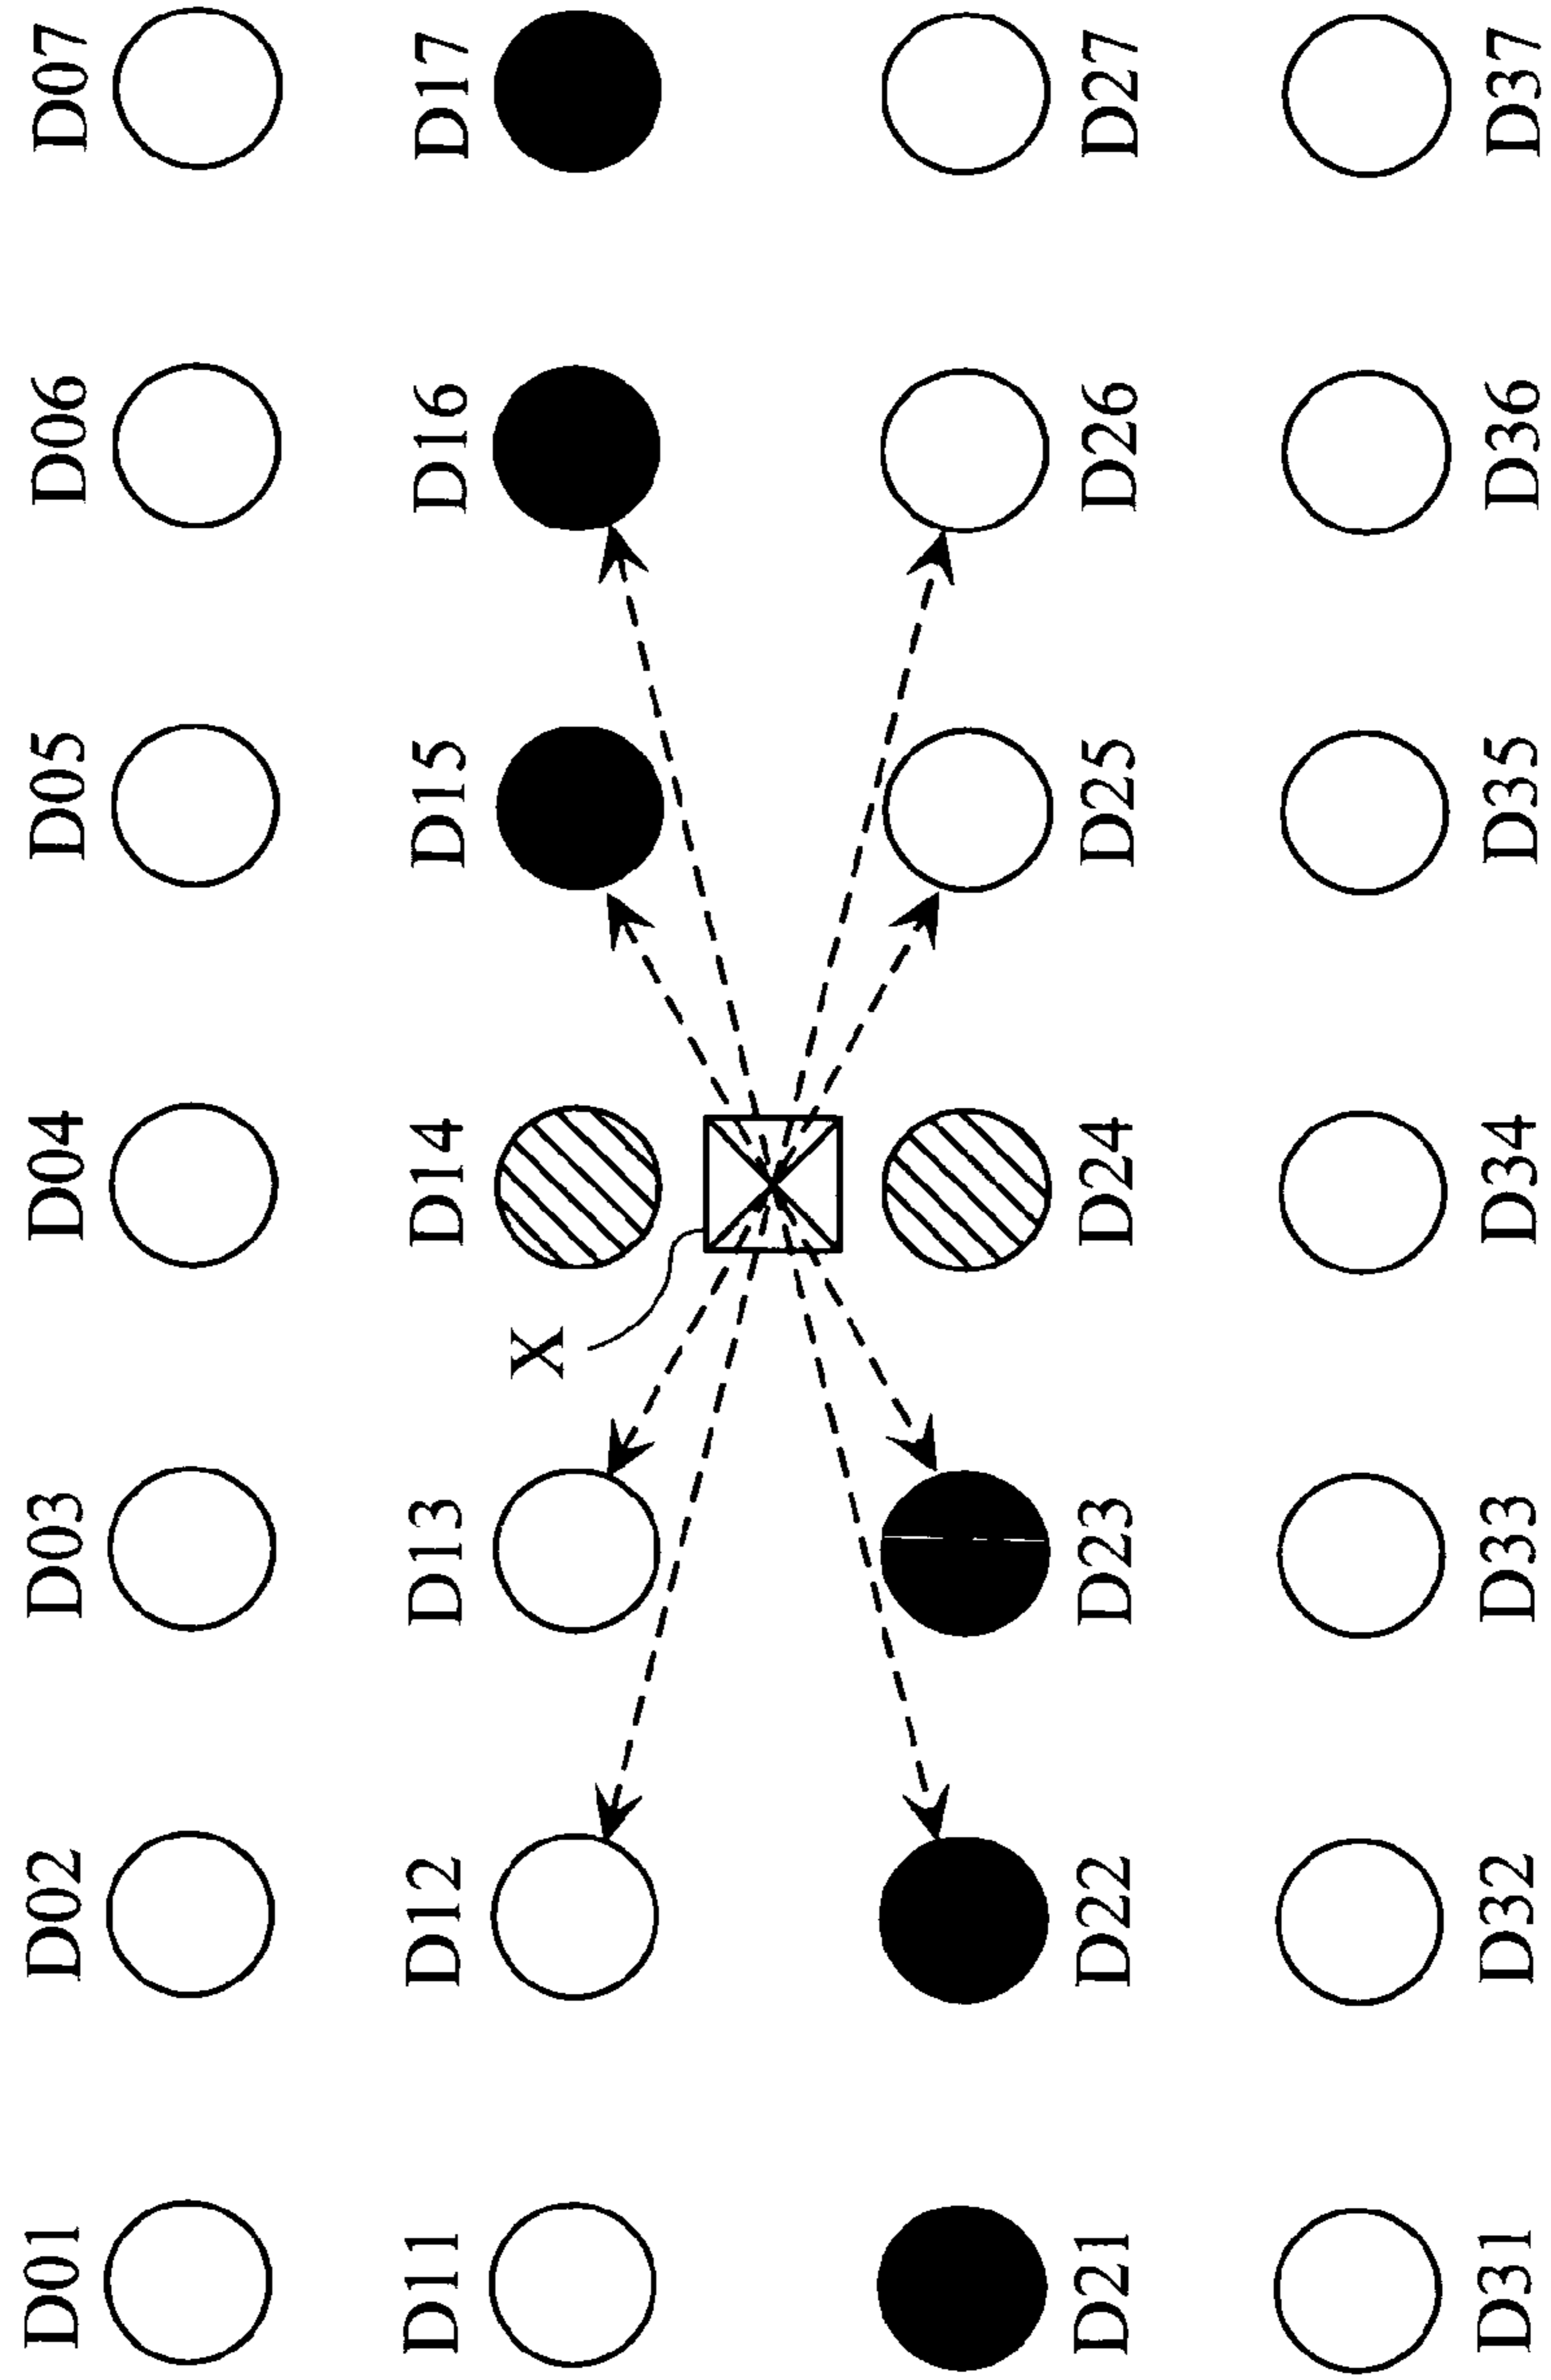 D01 D02 D03 D04 D05 D06 D07
D11 D12 D13 D14 D15 D16 D17
X
D21 D22 D23 D24 D25 D26 D27
D31 D32 D33 D34 D35 D36 D37